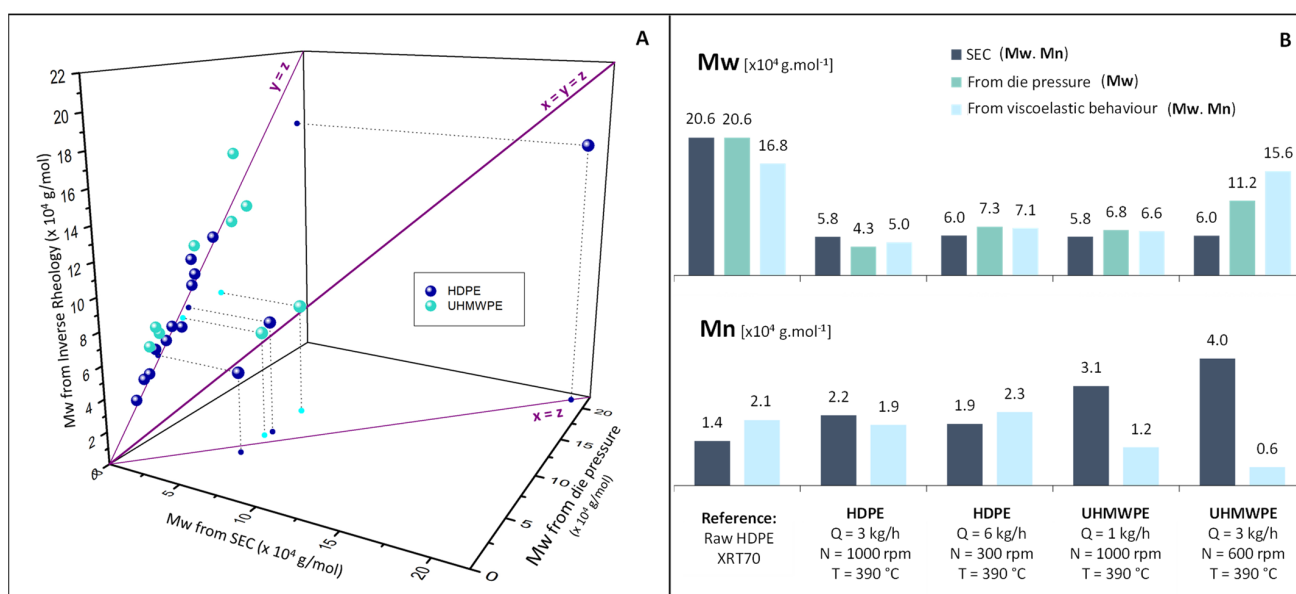 A
22
20
18
16
14
12
10
8
6
4
2
0
Mw from Inverse Rheology (x 10⁴ g/mol)
y = z
x = y = z
HDPE
UHMWPE
x = z
0
5
10
15
20
Mw from SEC (x 10⁴ g/mol)
0
5
10
15
20
Mw from die pressure
(x 10⁴ g/mol)
B
SEC (Mw. Mn)
From die pressure (Mw)
From viscoelastic behaviour (Mw. Mn)
Mw [x10⁴ g.mol⁻¹]
20.6 20.6 16.8
5.8 4.3 5.0
6.0 7.3 7.1
5.8 6.8 6.6
6.0 11.2 15.6
Mn [x10⁴ g.mol⁻¹]
1.4 2.1
2.2 1.9
1.9 2.3
3.1 1.2
4.0 0.6
Reference:
Raw HDPE
XRT70
HDPE
Q = 3 kg/h
N = 1000 rpm
T = 390 °C
HDPE
Q = 6 kg/h
N = 300 rpm
T = 390 °C
UHMWPE
Q = 1 kg/h
N = 1000 rpm
T = 390 °C
UHMWPE
Q = 3 kg/h
N = 600 rpm
T = 390 °C